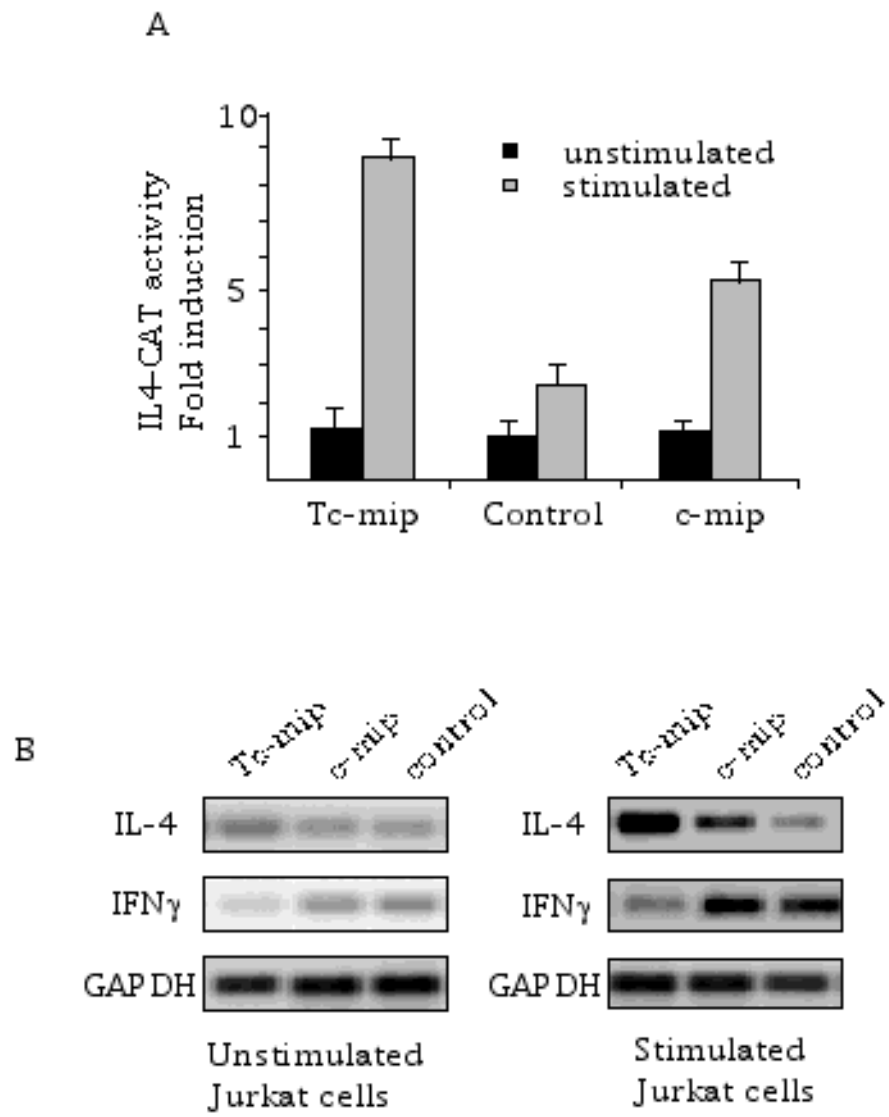 A
10
5
1
IL4-CAT activity
Fold induction
unstimulated
stimulated
Tc-mip Control c-mip
B
Tc-mip c-mip control
IL-4
IFNγ
GAPDH
Unstimulated
Jurkat cells
Tc-mip c-mip control
IL-4
IFNγ
GAPDH
Stimulated
Jurkat cells